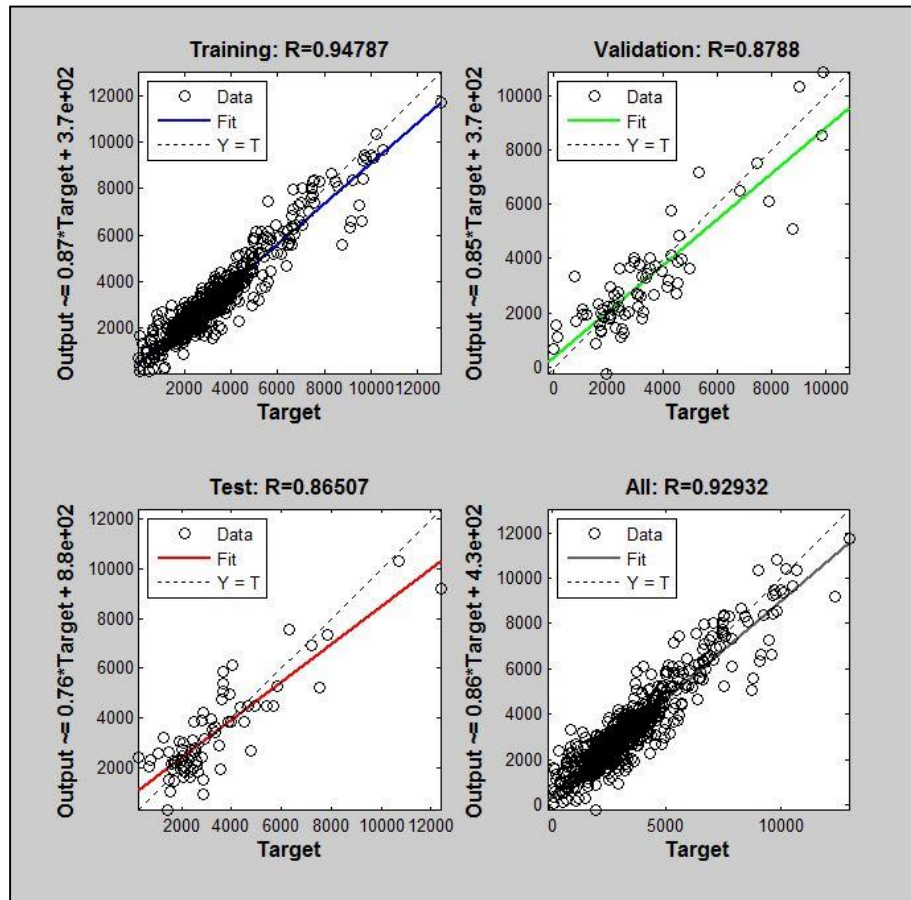 Training: R=0.94787
Output ~= 0.87*Target + 3.7e+02
12000
10000
8000
6000
4000
2000
Data
Fit
Y = T
2000 4000 6000 8000 10000 12000
Target
Validation: R=0.8788
Output ~= 0.85*Target + 3.7e+02
10000
8000
6000
4000
2000
0
Data
Fit
Y = T
0 2000 4000 6000 8000 10000
Target
Test: R=0.86507
Output ~= 0.76*Target + 8.8e+02
12000
10000
8000
6000
4000
2000
Data
Fit
Y = T
2000 4000 6000 8000 10000 12000
Target
All: R=0.92932
Output ~= 0.86*Target + 4.3e+02
12000
10000
8000
6000
4000
2000
0
Data
Fit
Y = T
0 5000 10000
Target